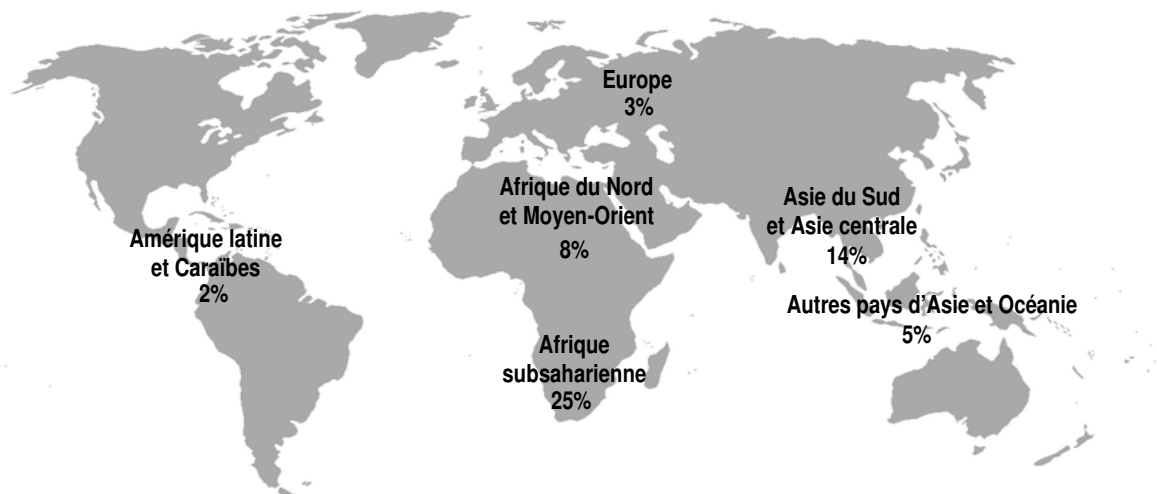 Europe
3%
Afrique du Nord
et Moyen-Orient
8%
Asie du Sud
et Asie centrale
14%
Amérique latine
et Caraïbes
2%
Autres pays d'Asie et Océanie
5%
Afrique
subsaharienne
25%